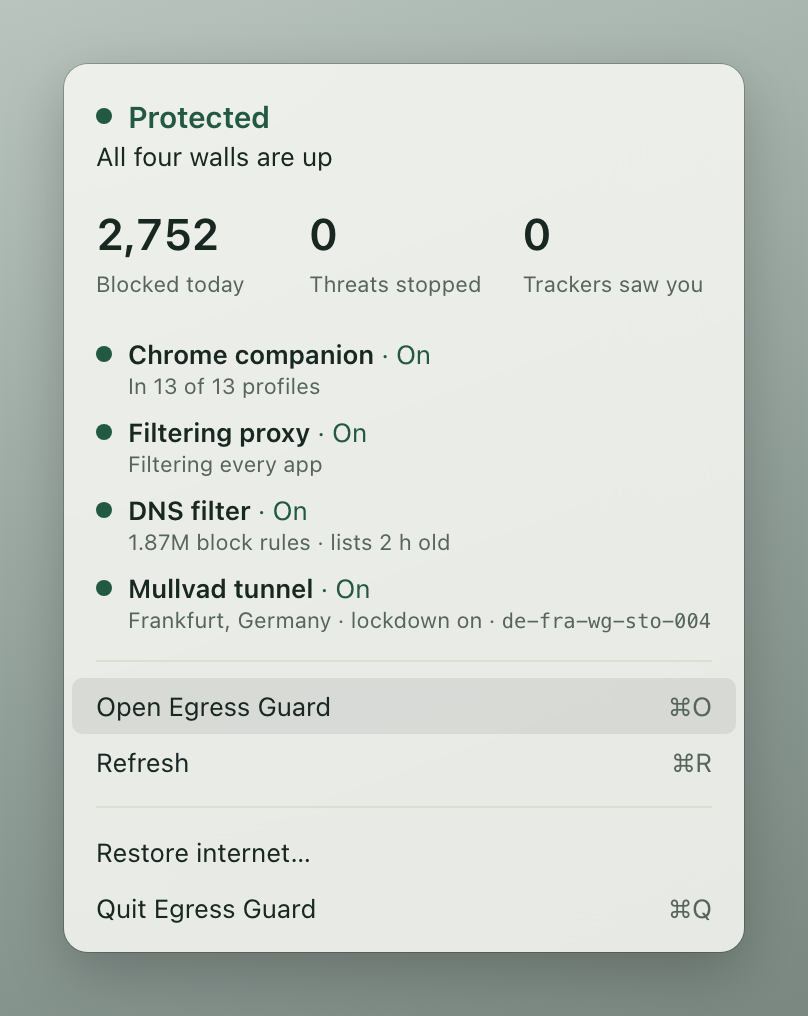 Protected
All four walls are up
2,752 0 0
Blocked today Threats stopped Trackers saw you
Chrome companion · On
In 13 of 13 profiles
Filtering proxy · On
Filtering every app
DNS filter · On
1.87M block rules · lists 2 h old
Mullvad tunnel · On
Frankfurt, Germany · lockdown on · de-fra-wg-sto-004
Open Egress Guard ⌘O
Refresh ⌘R
Restore internet…
Quit Egress Guard ⌘Q